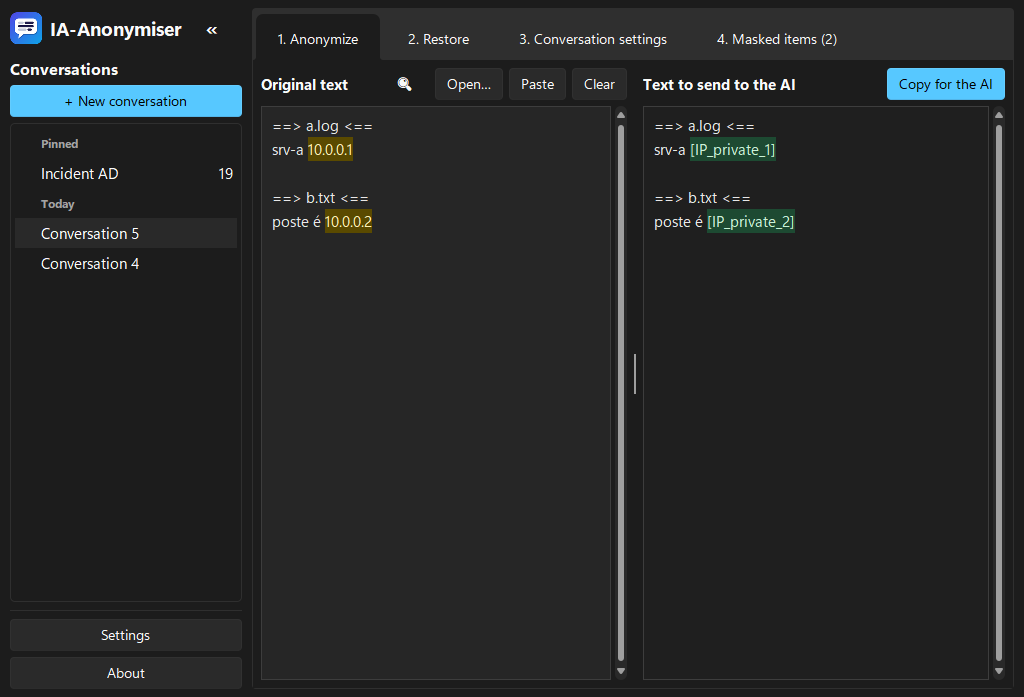 IA-Anonymiser «
Conversations
+ New conversation
Pinned
Incident AD 19
Today
Conversation 5
Conversation 4
Settings
About
1. Anonymize 2. Restore 3. Conversation settings 4. Masked items (2)
Original text Open... Paste Clear
==> a.log <==
srv-a 10.0.0.1
==> b.txt <==
poste é 10.0.0.2
Text to send to the AI Copy for the AI
==> a.log <==
srv-a [IP_private_1]
==> b.txt <==
poste é [IP_private_2]